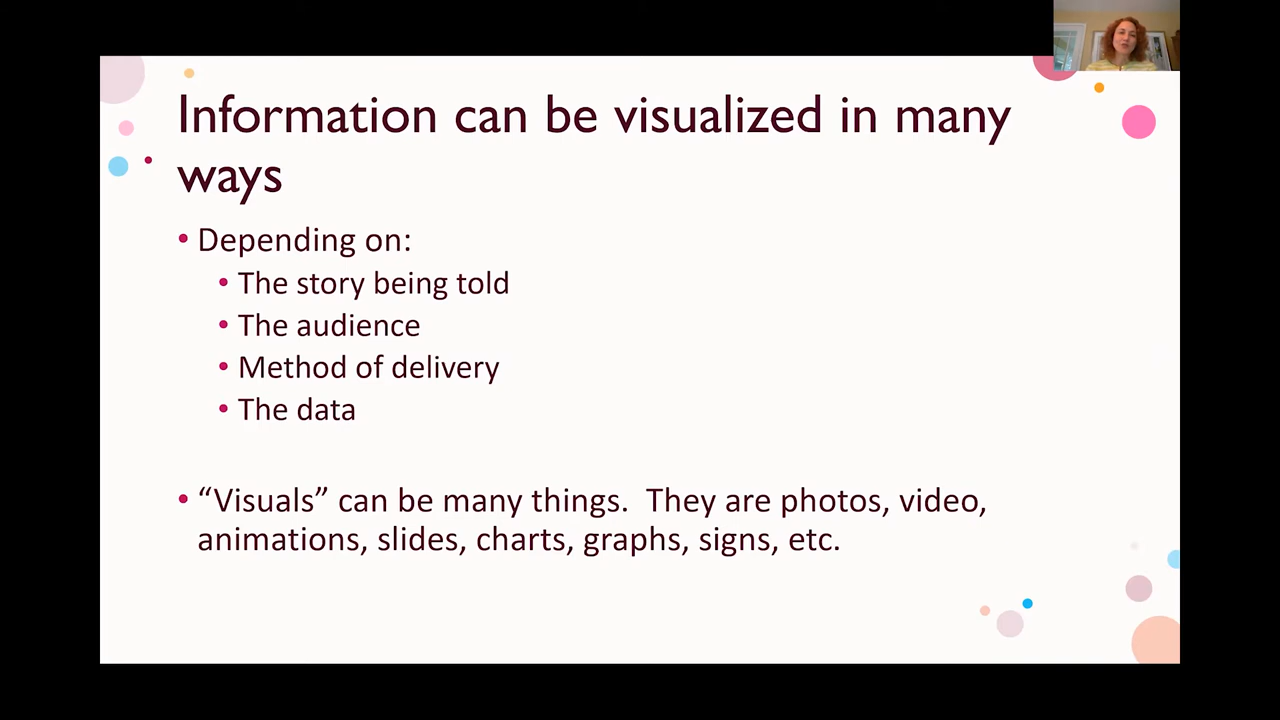 Information can be visualized in many
ways
• Depending on:
• The story being told
• The audience
• Method of delivery
• The data
• “Visuals” can be many things.  They are photos, video,
animations, slides, charts, graphs, signs, etc.